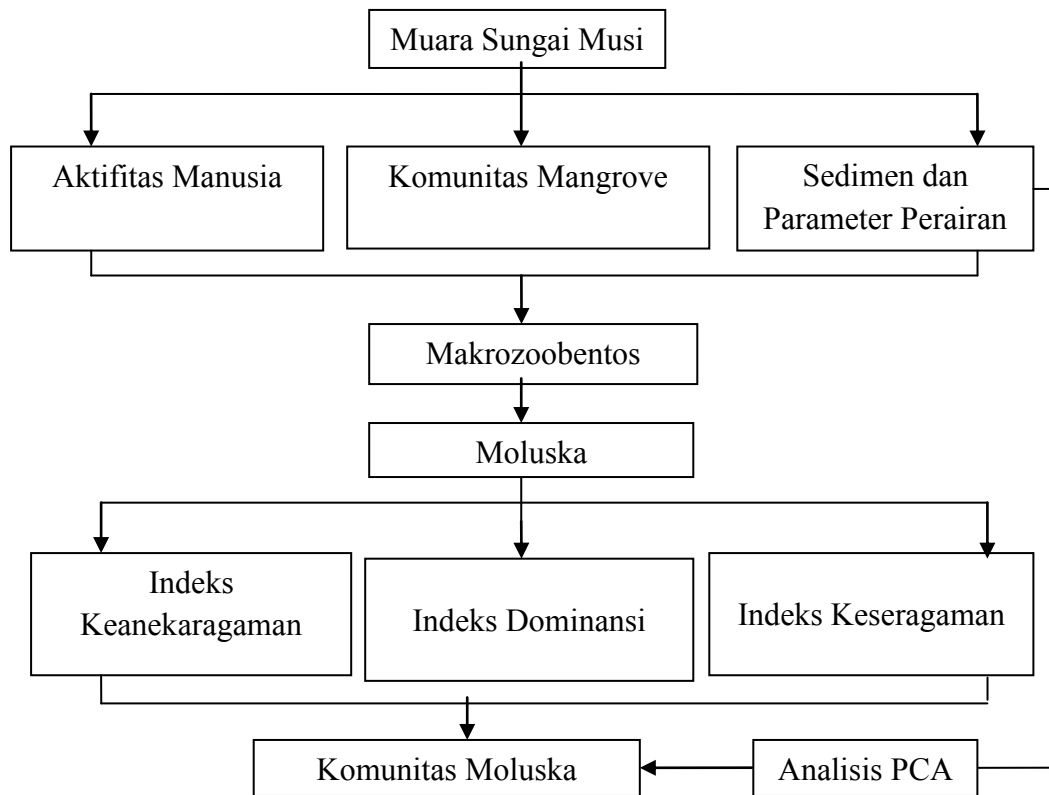 Muara Sungai Musi
Aktifitas Manusia
Komunitas Mangrove
Sedimen dan
Parameter Perairan
Makrozoobentos
Moluska
Indeks
Keanekaragaman
Indeks Dominansi
Indeks Keseragaman
Komunitas Moluska
Analisis PCA